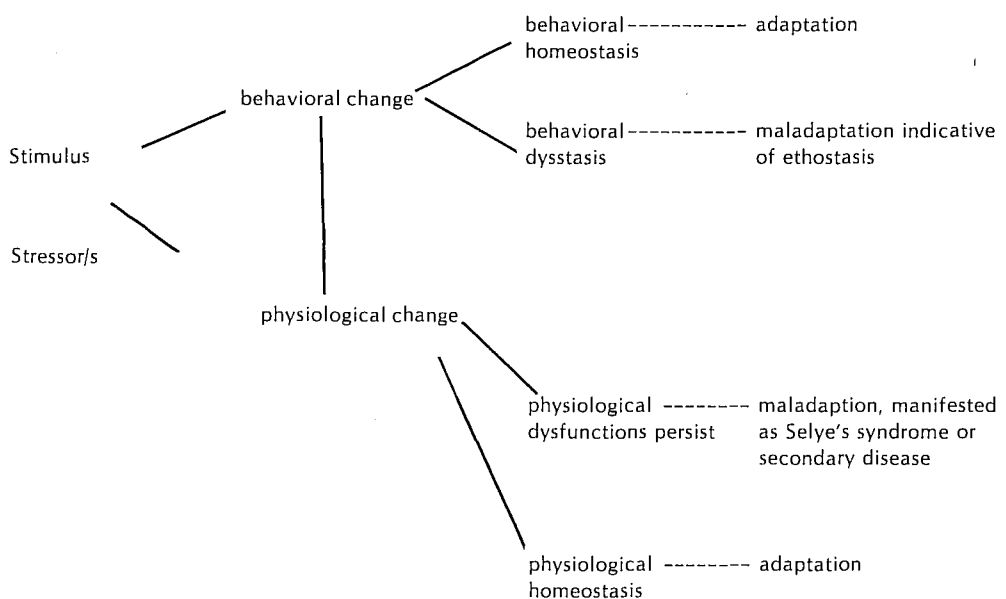 behavioral----------- adaptation
homeostasis
behavioral change
behavioral----------- maladaptation indicative
dysstasis of ethostasis
Stimulus
Stressor/s
physiological change
physiological -------- maladaption, manifested
dysfunctions persist as Selye's syndrome or
secondary disease
physiological -------- adaptation
homeostasis